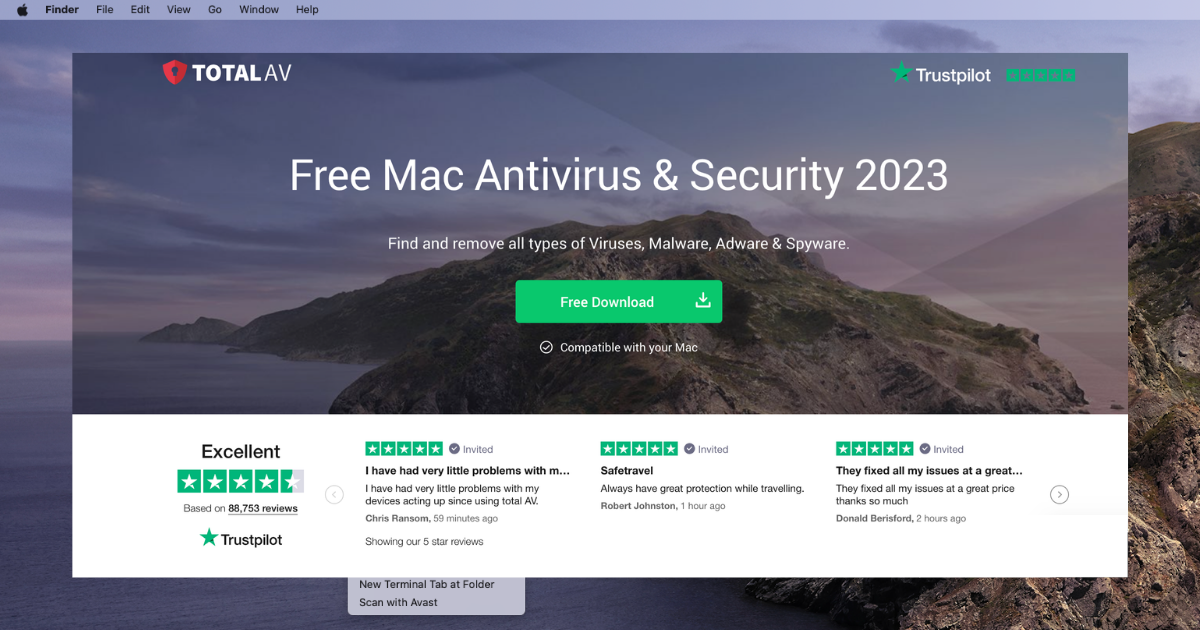 Finder File Edit View Go Window Help
TOTAL AV
Trustpilot
Free Mac Antivirus & Security 2023
Find and remove all types of Viruses, Malware, Adware & Spyware.
Free Download
Compatible with your Mac
Excellent
Based on 88,753 reviews
Trustpilot
Invited
I have had very little problems with m...
I have had very little problems with my
devices acting up since using total AV.
Chris Ransom, 59 minutes ago
Showing our 5 star reviews
Invited
Safetravel
Always have great protection while travelling.
Robert Johnston, 1 hour ago
Invited
They fixed all my issues at a great...
They fixed all my issues at a great price
thanks so much
Donald Berisford, 2 hours ago
New Terminal Tab at Folder
Scan with Avast